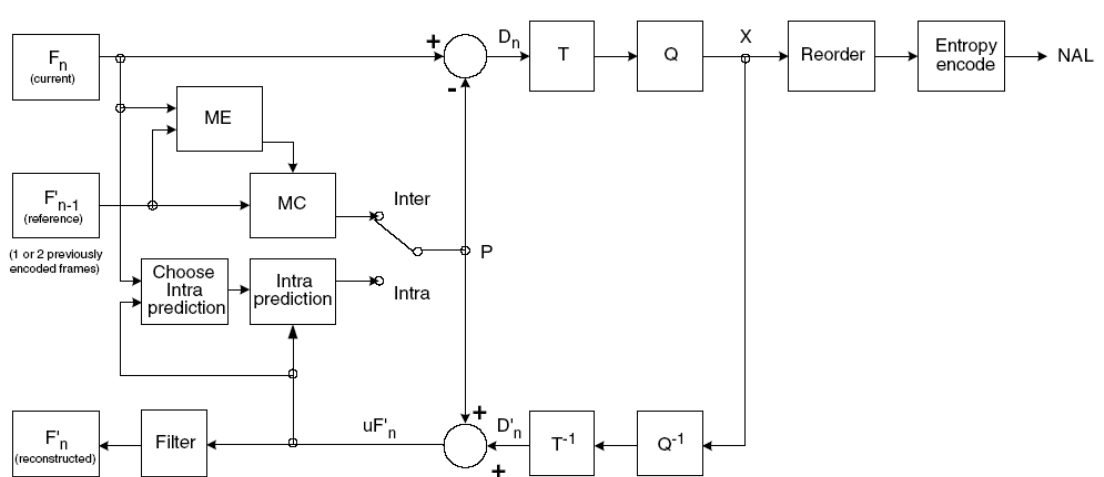 Fn
(current)
+
-
Dn
T
Q
X
Reorder
Entropy
encode
NAL
ME
F'n-1
(reference)
(1 or 2 previously
encoded frames)
MC
Inter
P
Choose
Intra
prediction
Intra
prediction
Intra
F'n
(reconstructed)
Filter
uF'n
+
+
D'n
T-1
Q-1